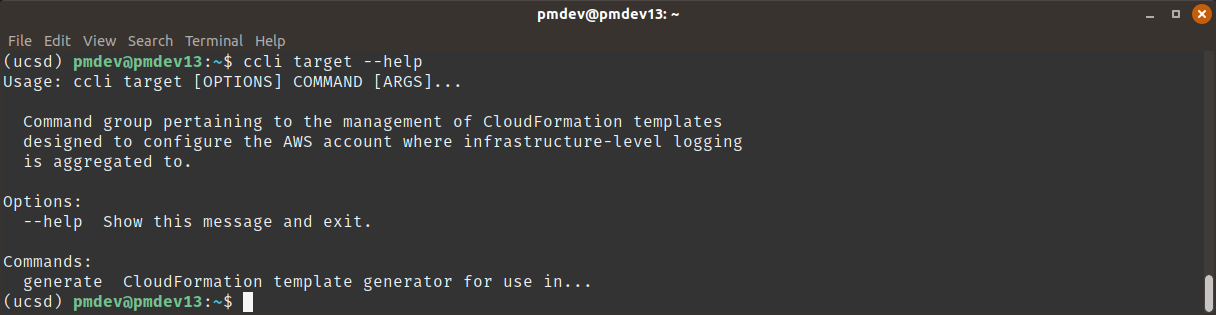 pmdev@pmdev13: ~
File Edit View Search Terminal Help
(ucsd) pmdev@pmdev13:~$ ccli target --help
Usage: ccli target [OPTIONS] COMMAND [ARGS]...
Command group pertaining to the management of CloudFormation templates
designed to configure the AWS account where infrastructure-level logging
is aggregated to.
Options:
--help  Show this message and exit.
Commands:
generate  CloudFormation template generator for use in...
(ucsd) pmdev@pmdev13:~$